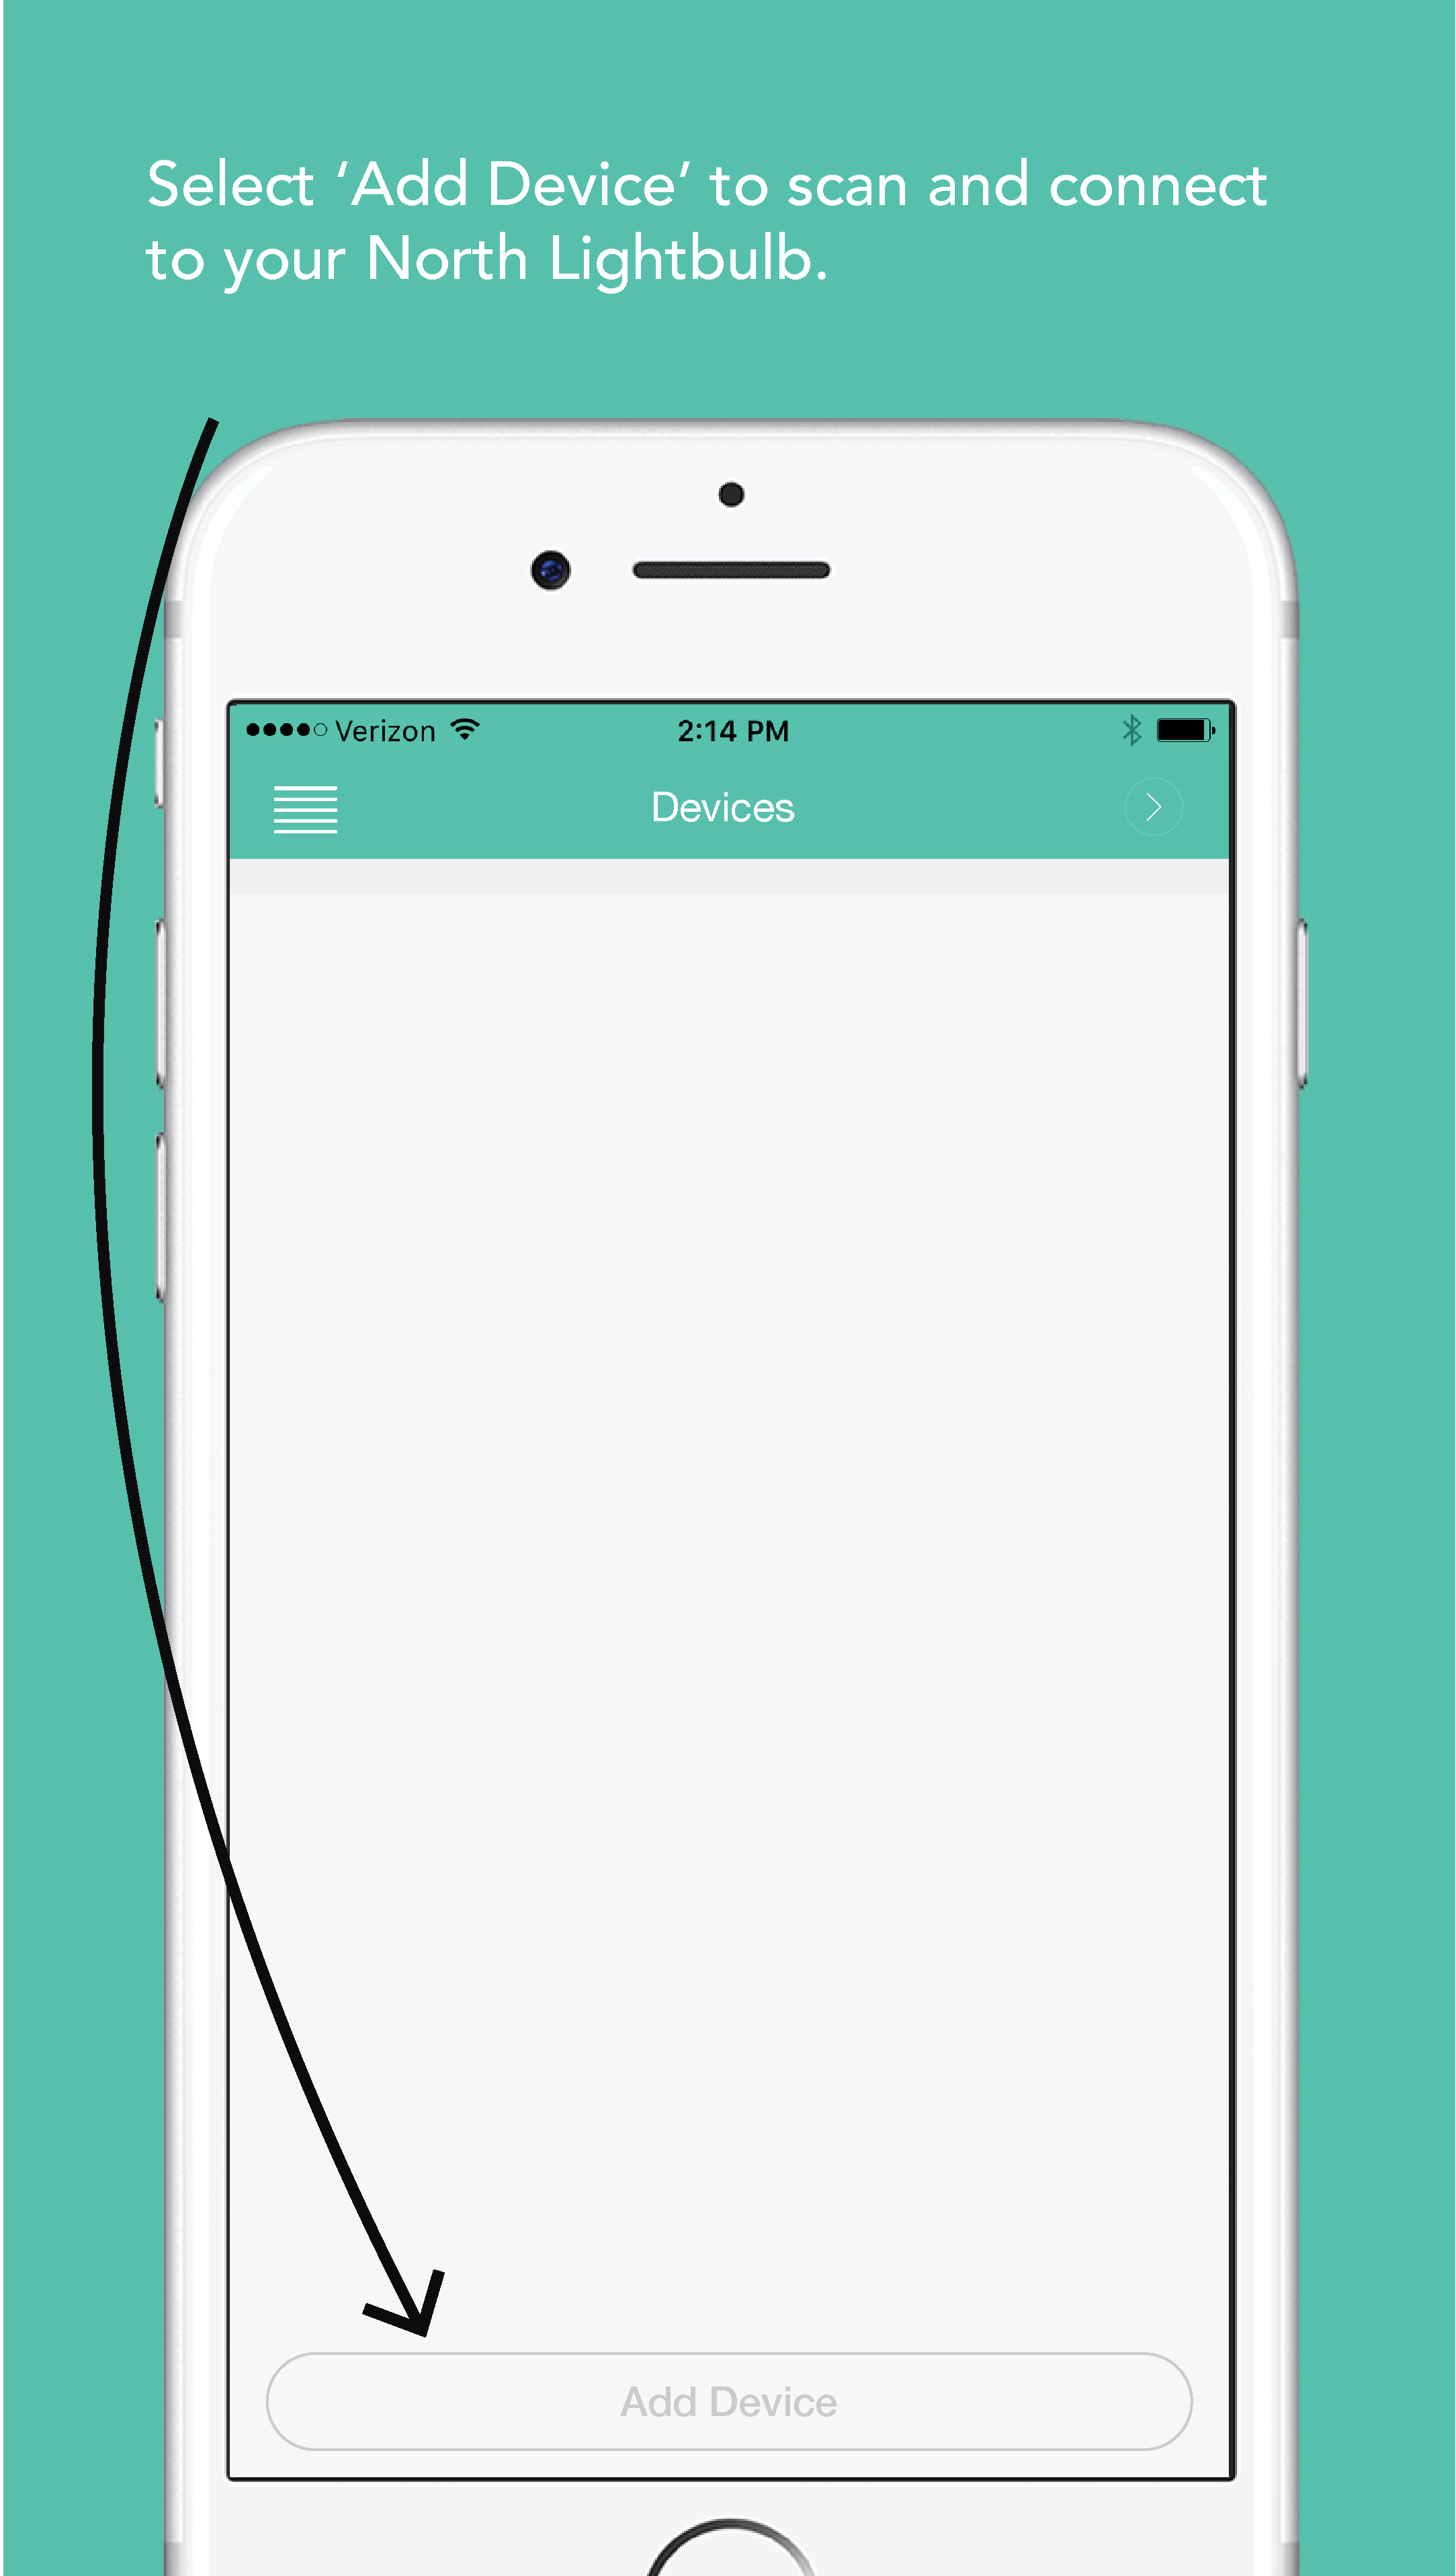 Select ‘Add Device’ to scan and connect
to your North Lightbulb.
Verizon 2:14 PM
Devices
Add Device